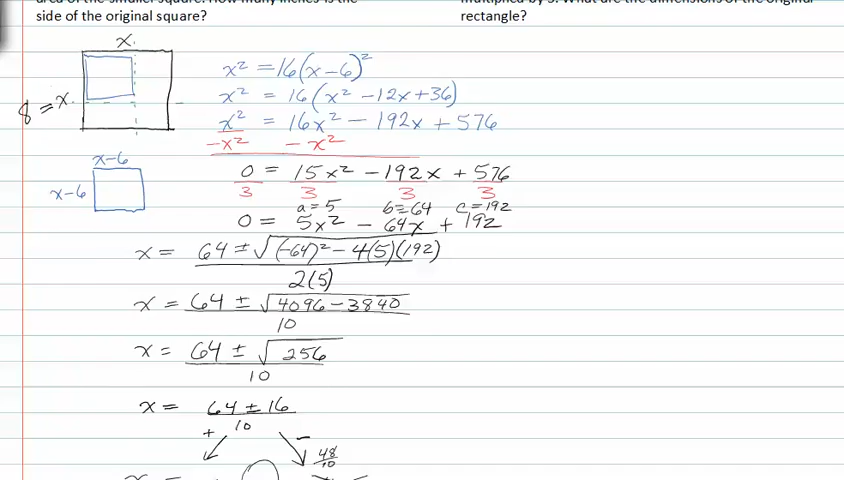 area of the smaller square. How many inches is the
side of the original square?
multiplied by 5. What are the dimensions of the original
rectangle?
x
8 = x
x² = 16(x-6)²
x² = 16(x² - 12x + 36)
x² = 16x² - 192x + 576
-x² - x²
x-6
x-6
0 = 15x² - 192x + 576
3 3 3 3
a = 5 b = 64 c = 192
0 = 5x² - 64x + 192
x = 64 ± √(-64)² - 4(5)(192)
2(5)
x = 64 ± √4096 - 3840
10
x = 64 ± √256
10
x = 64 ± 16
10
+ -
48
10